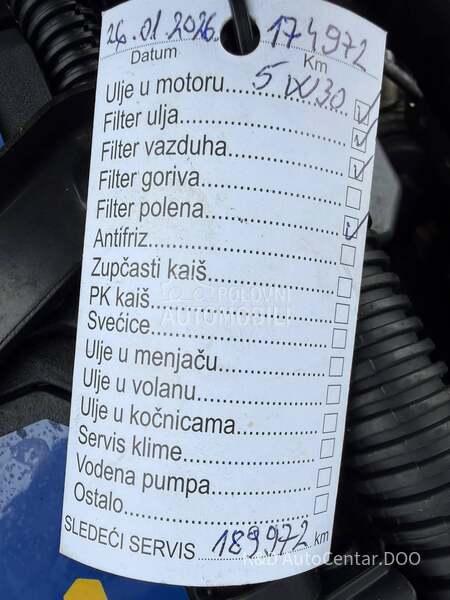 26.01.2026. 174972
Datum Km
Ulje u motoru 5W30
Filter ulja
Filter vazduha
Filter goriva
Filter polena
Antifriz
Zupčasti kaiš
PK kaiš
POLOVNI
AUTOMOBILI
Svećice
Ulje u menjaču
Ulje u volanu
Ulje u kočnicama
Servis klime
Vodena pumpa
Ostalo
SLEDEĆI SERVIS 189972 km
K&D AutoCentar.DOO